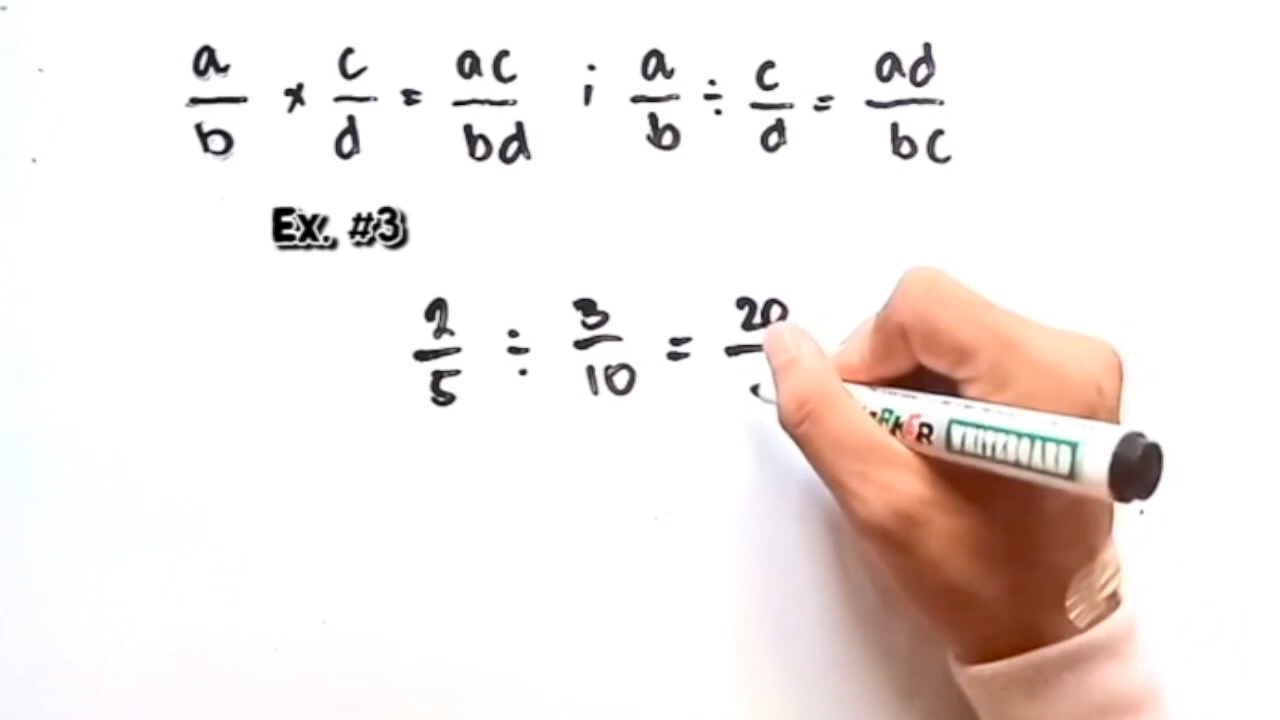 a/b × c/d = ac/bd ; a/b ÷ c/d = ad/bc
Ex. #3
2/5 ÷ 3/10 = 20/
MARKER WHITEBOARD